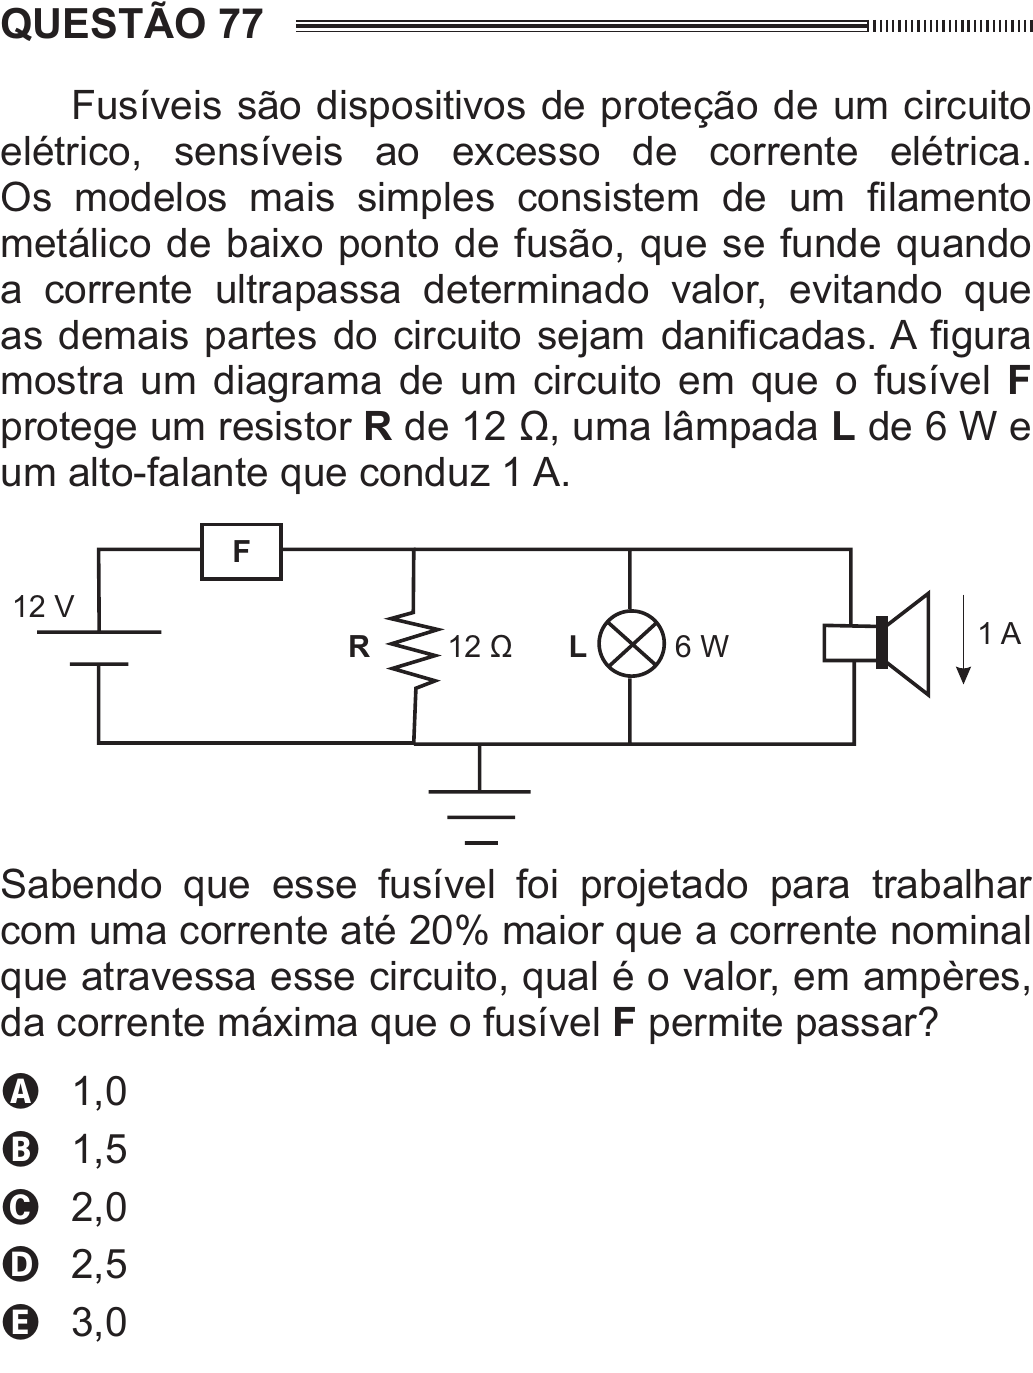 QUESTÃO 77
Fusíveis são dispositivos de proteção de um circuito
elétrico, sensíveis ao excesso de corrente elétrica.
Os modelos mais simples consistem de um filamento
metálico de baixo ponto de fusão, que se funde quando
a corrente ultrapassa determinado valor, evitando que
as demais partes do circuito sejam danificadas. A figura
mostra um diagrama de um circuito em que o fusível F
protege um resistor R de 12 Ω, uma lâmpada L de 6 W e
um alto-falante que conduz 1 A.
F
12 V
R 12 Ω L 6 W 1 A
Sabendo que esse fusível foi projetado para trabalhar
com uma corrente até 20% maior que a corrente nominal
que atravessa esse circuito, qual é o valor, em ampères,
da corrente máxima que o fusível F permite passar?
A 1,0
B 1,5
C 2,0
D 2,5
E 3,0